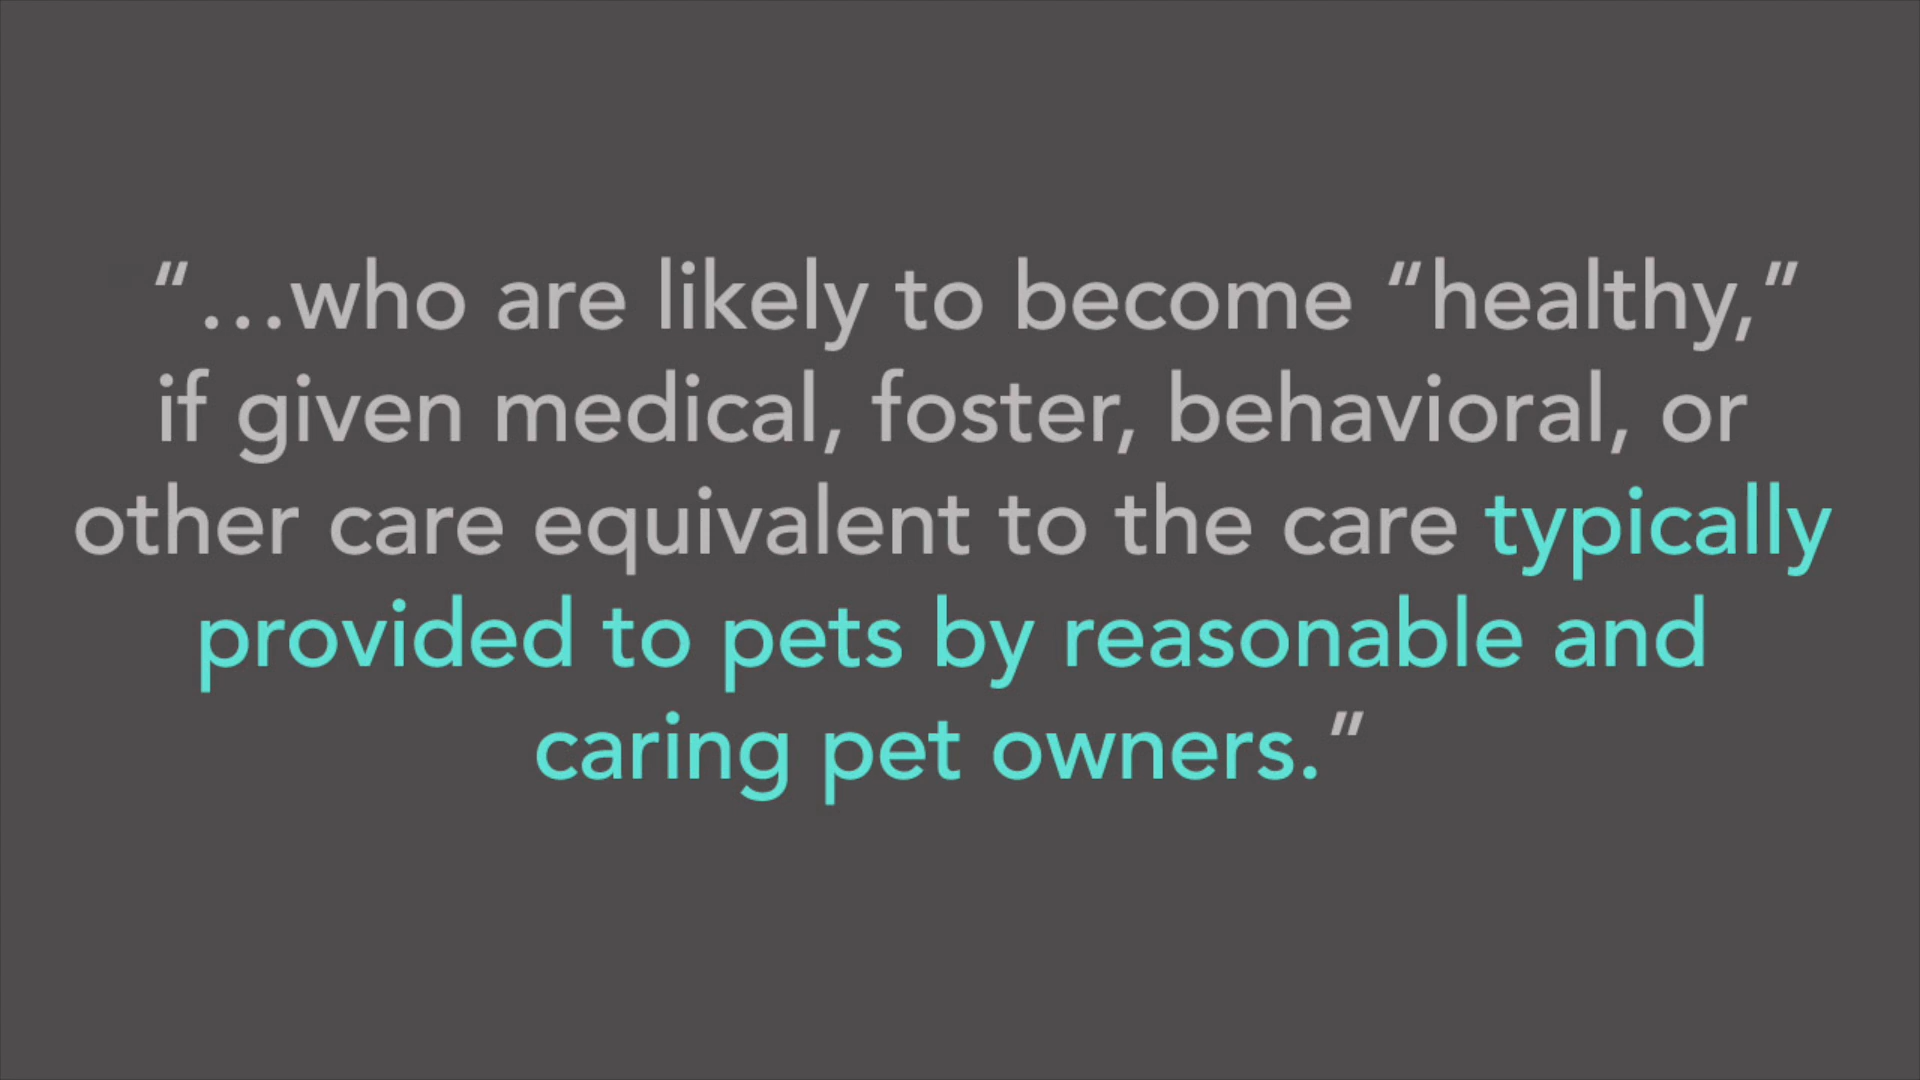 “…who are likely to become “healthy,”
if given medical, foster, behavioral, or
other care equivalent to the care typically
provided to pets by reasonable and
caring pet owners.”